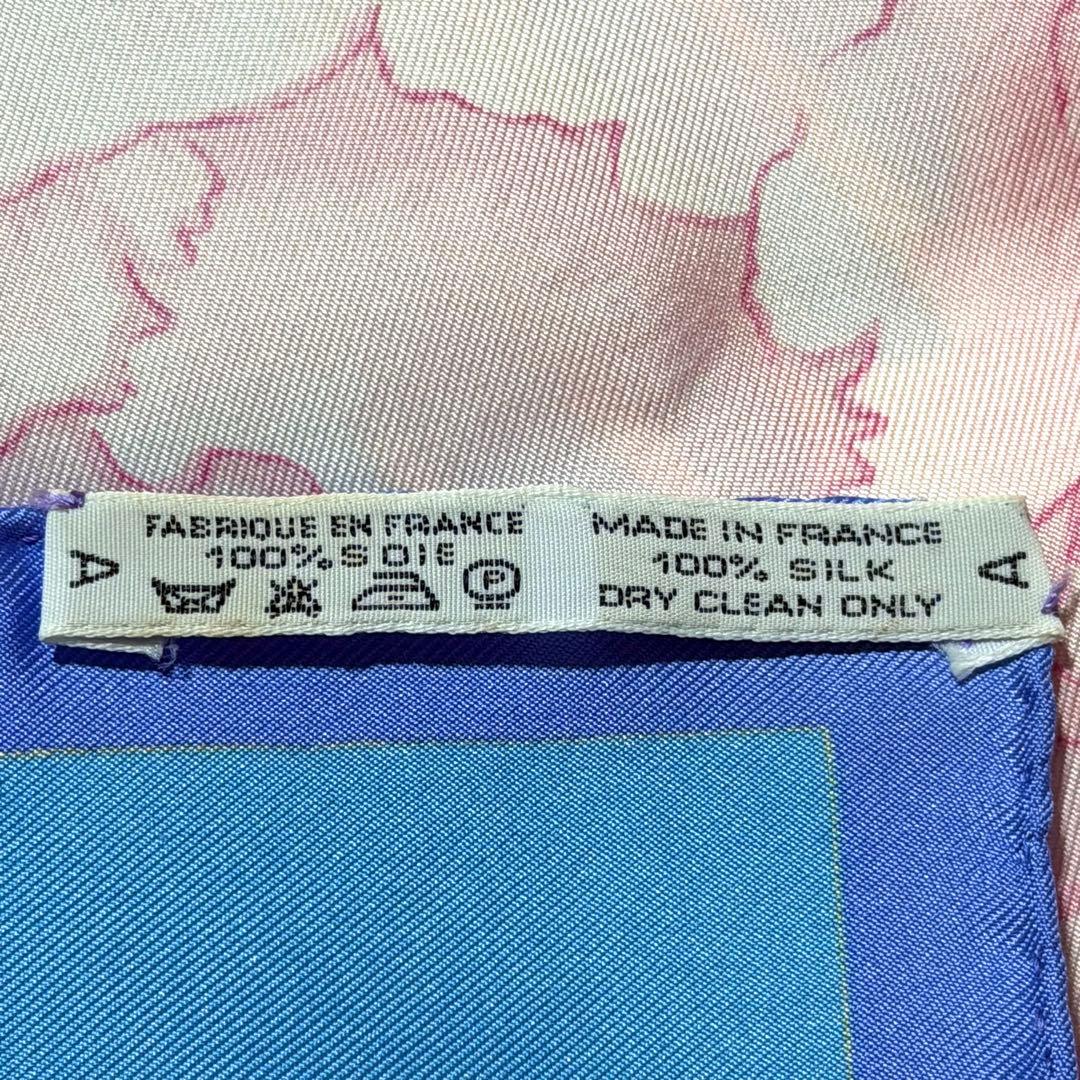 A
FABRIQUE EN FRANCE
100% SOIE
P
MADE IN FRANCE
100% SILK
DRY CLEAN ONLY
A